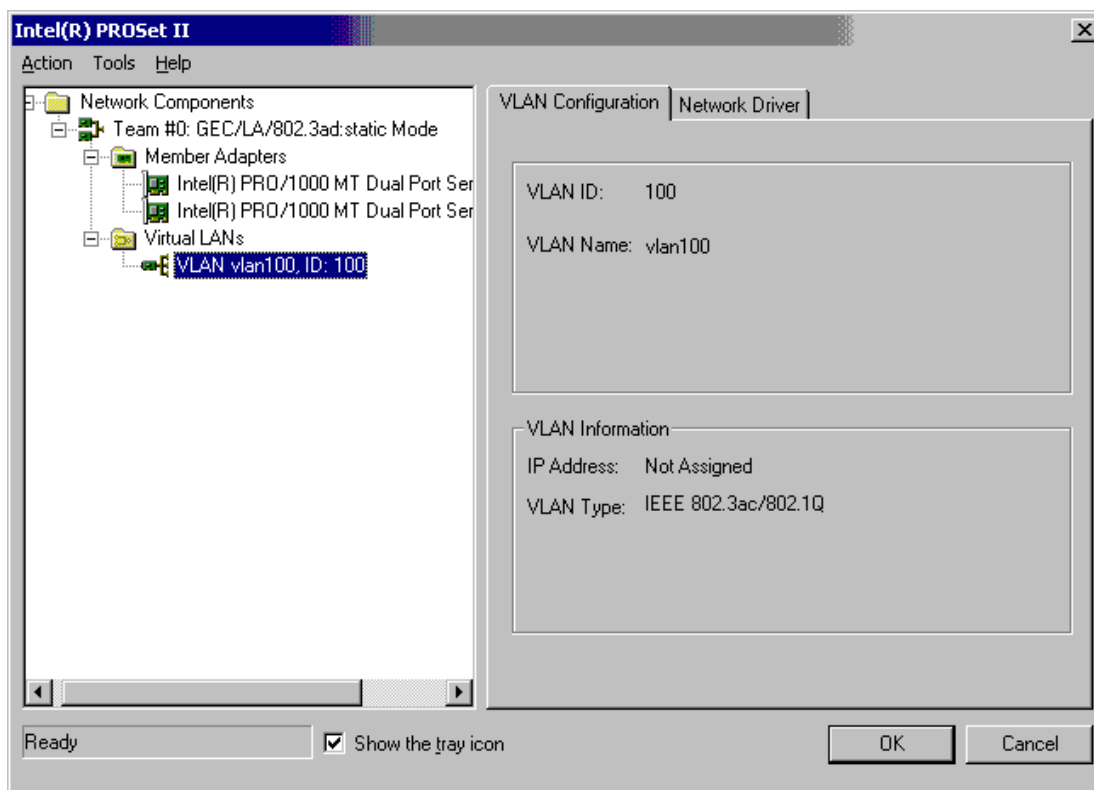 Intel(R) PROSet II
Action Tools Help
Network Components
Team #0: GEC/LA/802.3ad:static Mode
Member Adapters
Intel(R) PRO/1000 MT Dual Port Ser
Intel(R) PRO/1000 MT Dual Port Ser
Virtual LANs
VLAN vlan100, ID: 100
VLAN Configuration Network Driver
VLAN ID: 100
VLAN Name: vlan100
VLAN Information
IP Address: Not Assigned
VLAN Type: IEEE 802.3ac/802.1Q
Ready
Show the tray icon
OK
Cancel